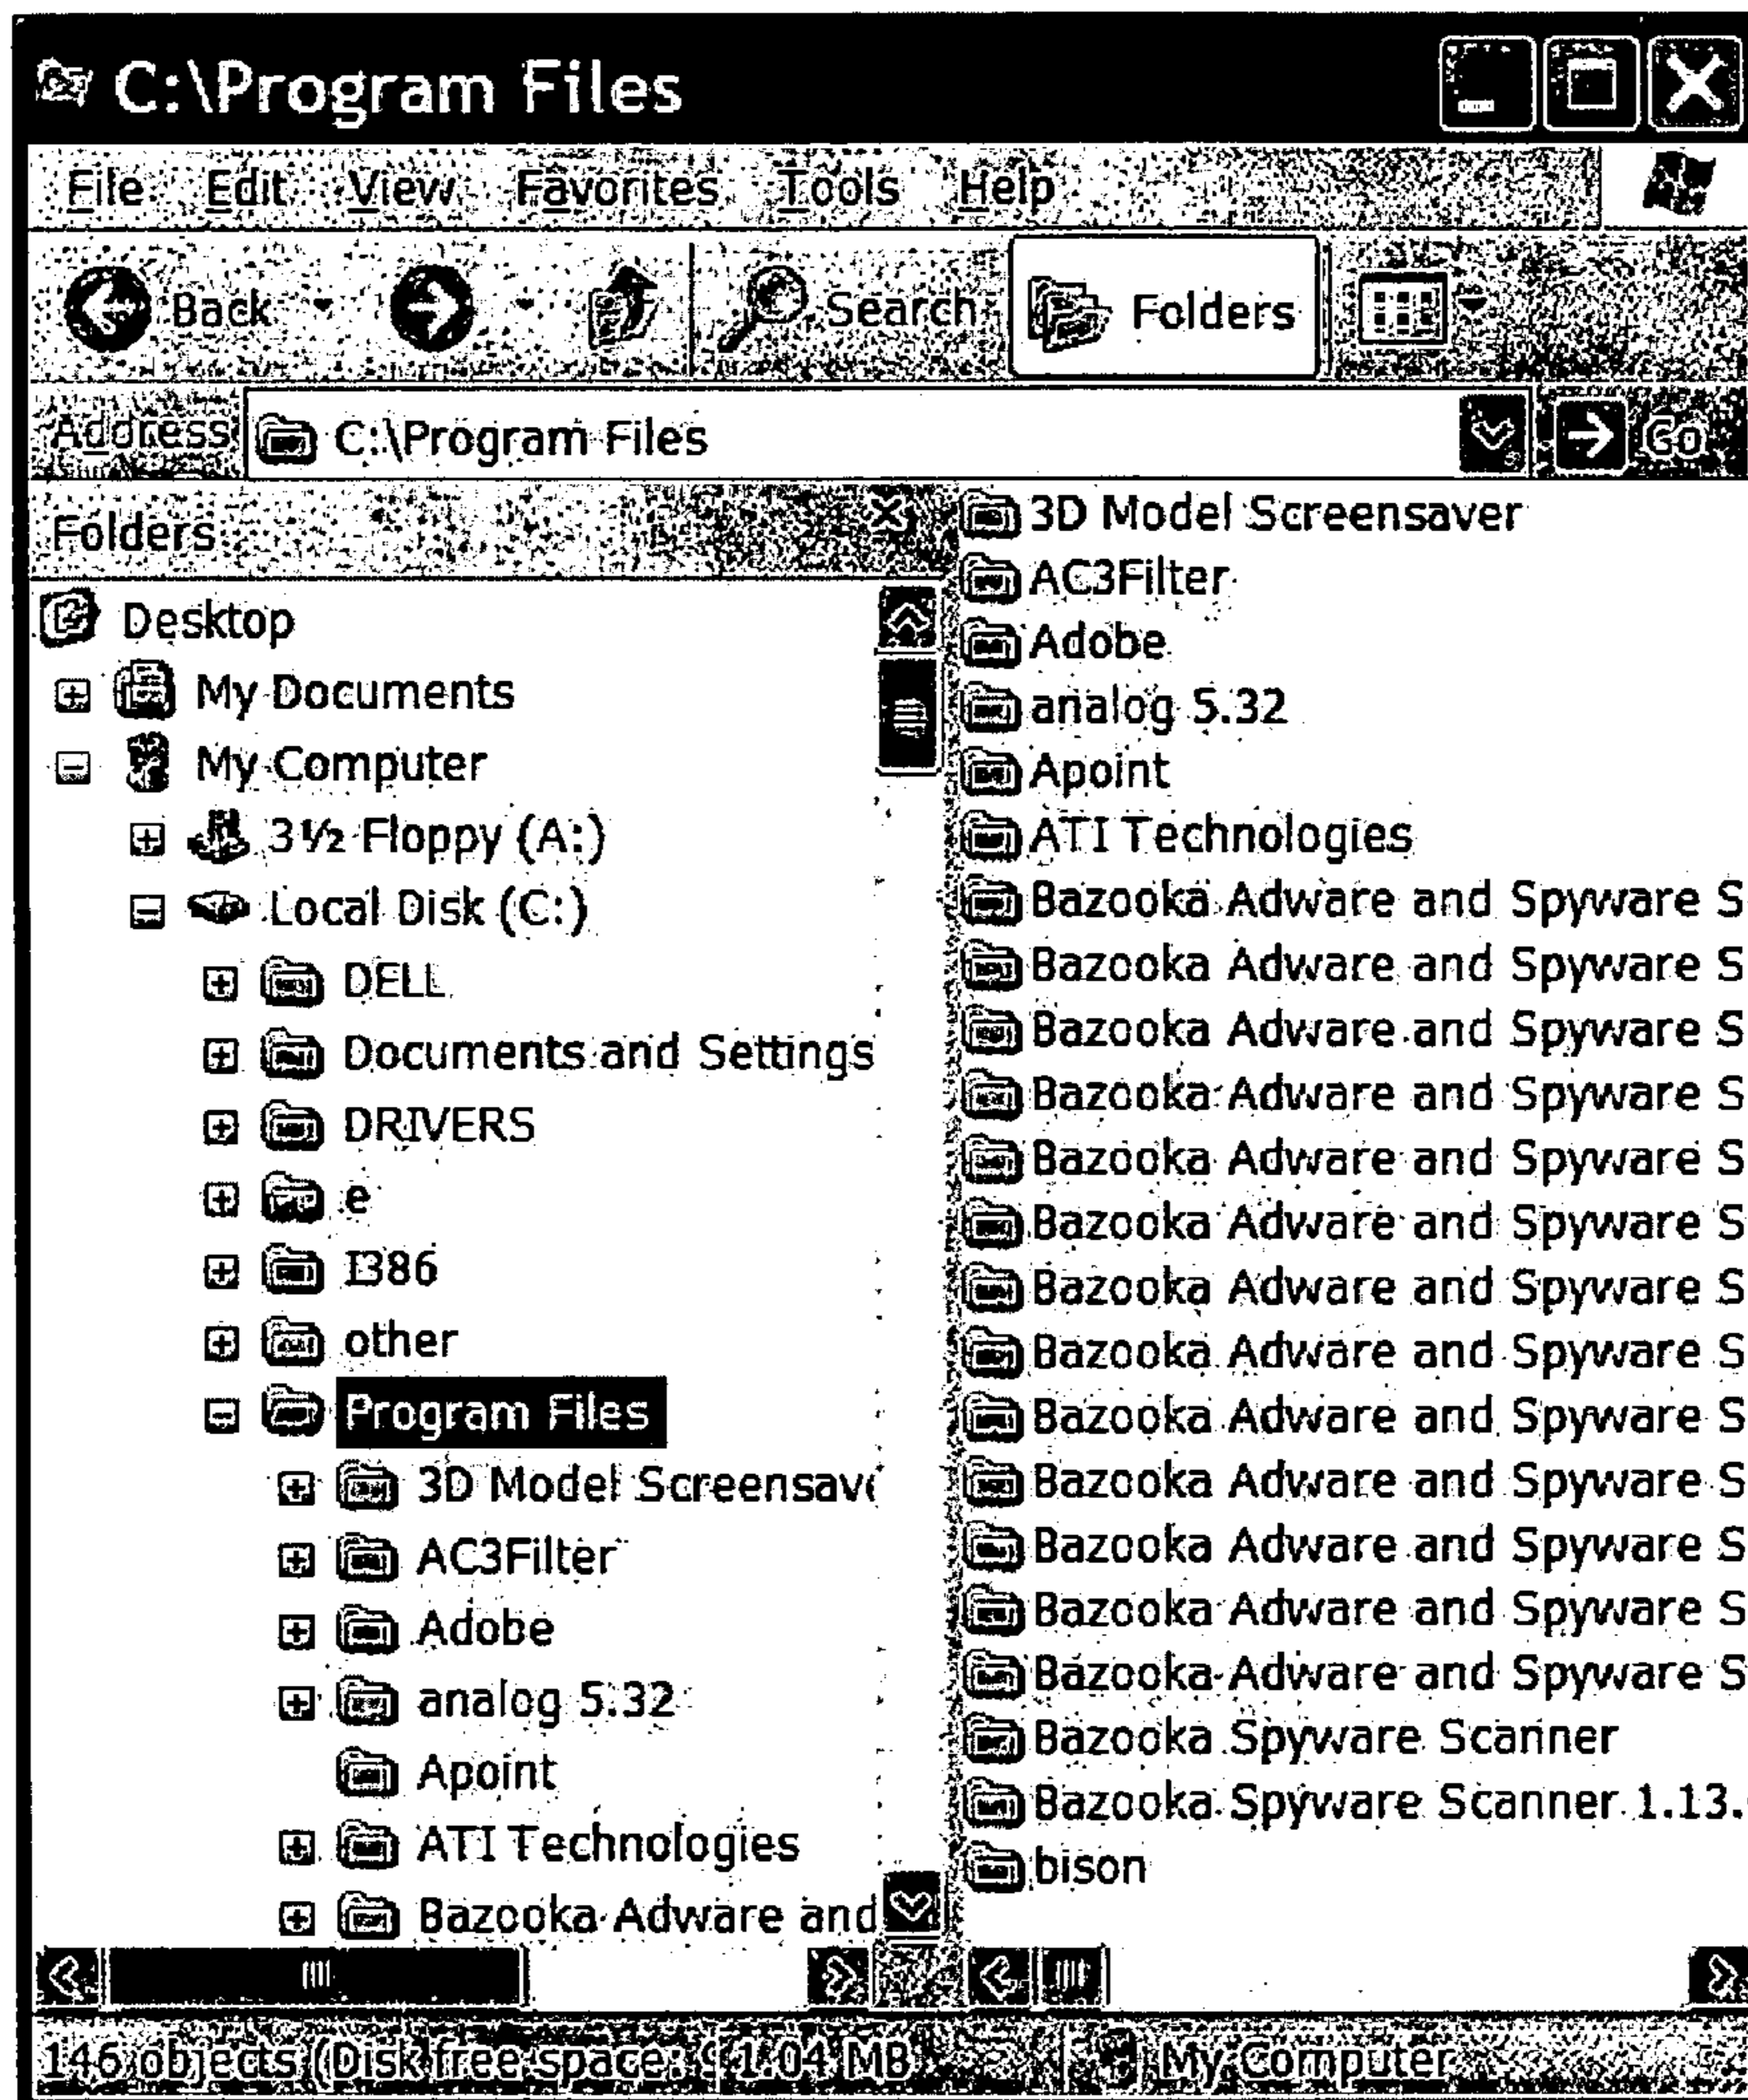 C:\Program Files
File Edit View Favorites Tools Help
Back Search Folders
Address C:\Program Files Go
Folders
Desktop
My Documents
My Computer
3½ Floppy (A:)
Local Disk (C:)
DELL
Documents and Settings
DRIVERS
e
I386
other
Program Files
3D Model Screensave
AC3Filter
Adobe
analog 5.32
Apoint
ATI Technologies
Bazooka Adware and
3D Model Screensaver
AC3Filter
Adobe
analog 5.32
Apoint
ATI Technologies
Bazooka Adware and Spyware S
Bazooka Adware and Spyware S
Bazooka Adware and Spyware S
Bazooka Adware and Spyware S
Bazooka Adware and Spyware S
Bazooka Adware and Spyware S
Bazooka Adware and Spyware S
Bazooka Adware and Spyware S
Bazooka Adware and Spyware S
Bazooka Adware and Spyware S
Bazooka Adware and Spyware S
Bazooka Adware and Spyware S
Bazooka Adware and Spyware S
Bazooka Spyware Scanner
Bazooka Spyware Scanner 1.13.
bison
146 objects (Disk free space: MB My Computer